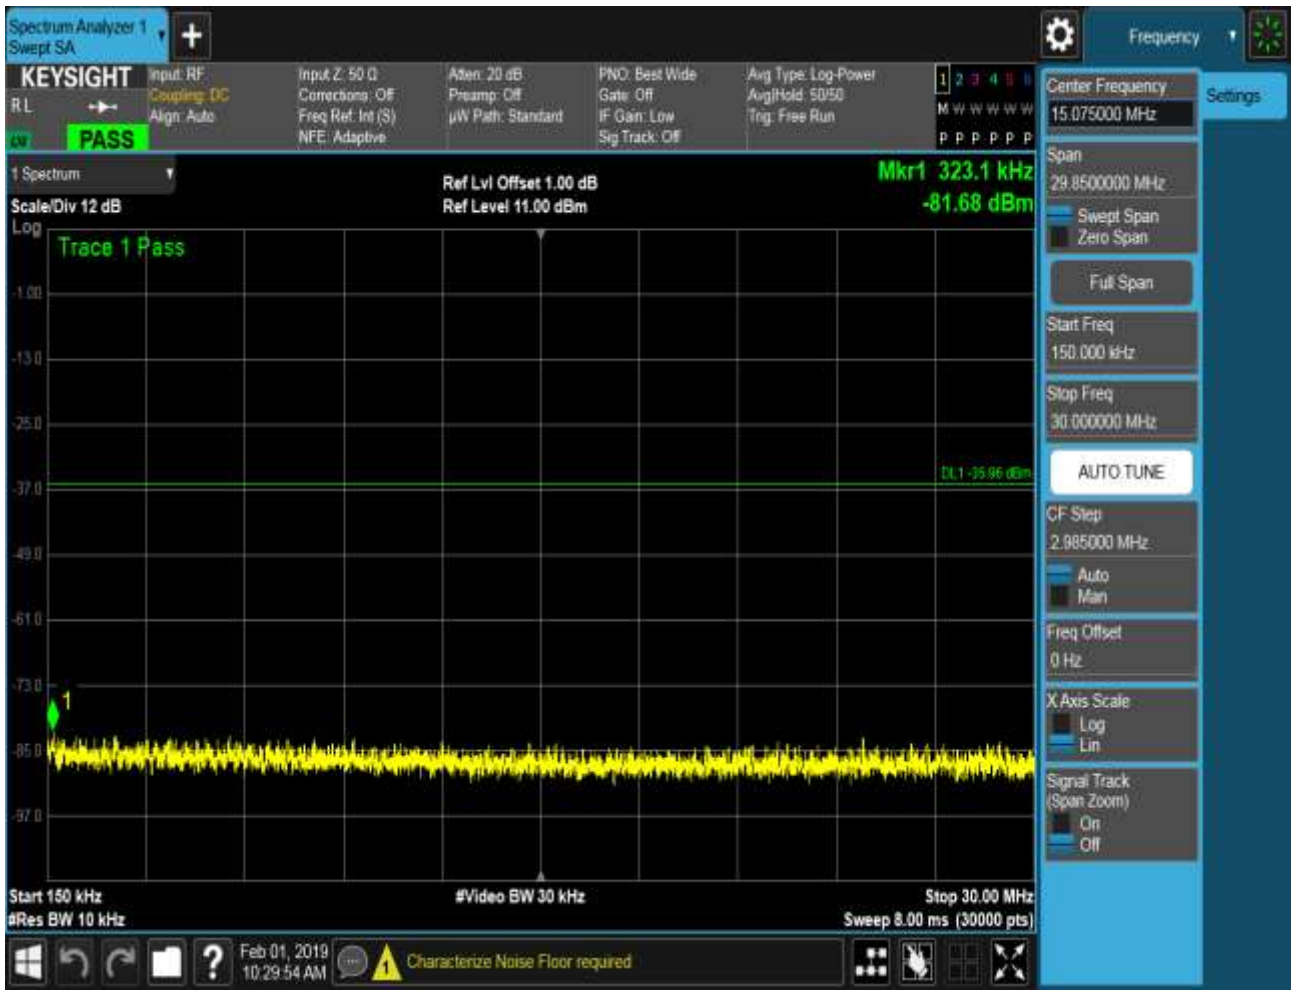 Spectrum Analyzer 1
Swept SA
Frequency
KEYSIGHT
R L
PASS
Input: RF
Coupling: DC
Align: Auto
Input Z: 50 Ω
Corrections: Off
Freq Ref: Int (S)
NFE: Adaptive
Atten: 20 dB
Preamp: Off
µW Path: Standard
PNO: Best Wide
Gate: Off
IF Gain: Low
Sig Track: Off
Avg Type: Log-Power
Avg|Hold: 50/50
Trig: Free Run
1 2 3 4 5 6
M W W W W W
P P P P P P
1 Spectrum
Scale/Div 12 dB
Ref Lvl Offset 1.00 dB
Ref Level 11.00 dBm
Mkr1 323.1 kHz
-81.68 dBm
Log
Trace 1 Pass
-1.00
-13.0
-25.0
-37.0
-49.0
-61.0
-73.0
-85.0
-97.0
DL1 -35.96 dBm
1
Start 150 kHz
#Res BW 10 kHz
#Video BW 30 kHz
Stop 30.00 MHz
Sweep 8.00 ms (30000 pts)
Feb 01, 2019
10:29:54 AM
1
Characterize Noise Floor required
Center Frequency
15.075000 MHz
Settings
Span
29.8500000 MHz
Swept Span
Zero Span
Full Span
Start Freq
150.000 kHz
Stop Freq
30.000000 MHz
AUTO TUNE
CF Step
2.985000 MHz
Auto
Man
Freq Offset
0 Hz
X Axis Scale
Log
Lin
Signal Track
(Span Zoom)
On
Off